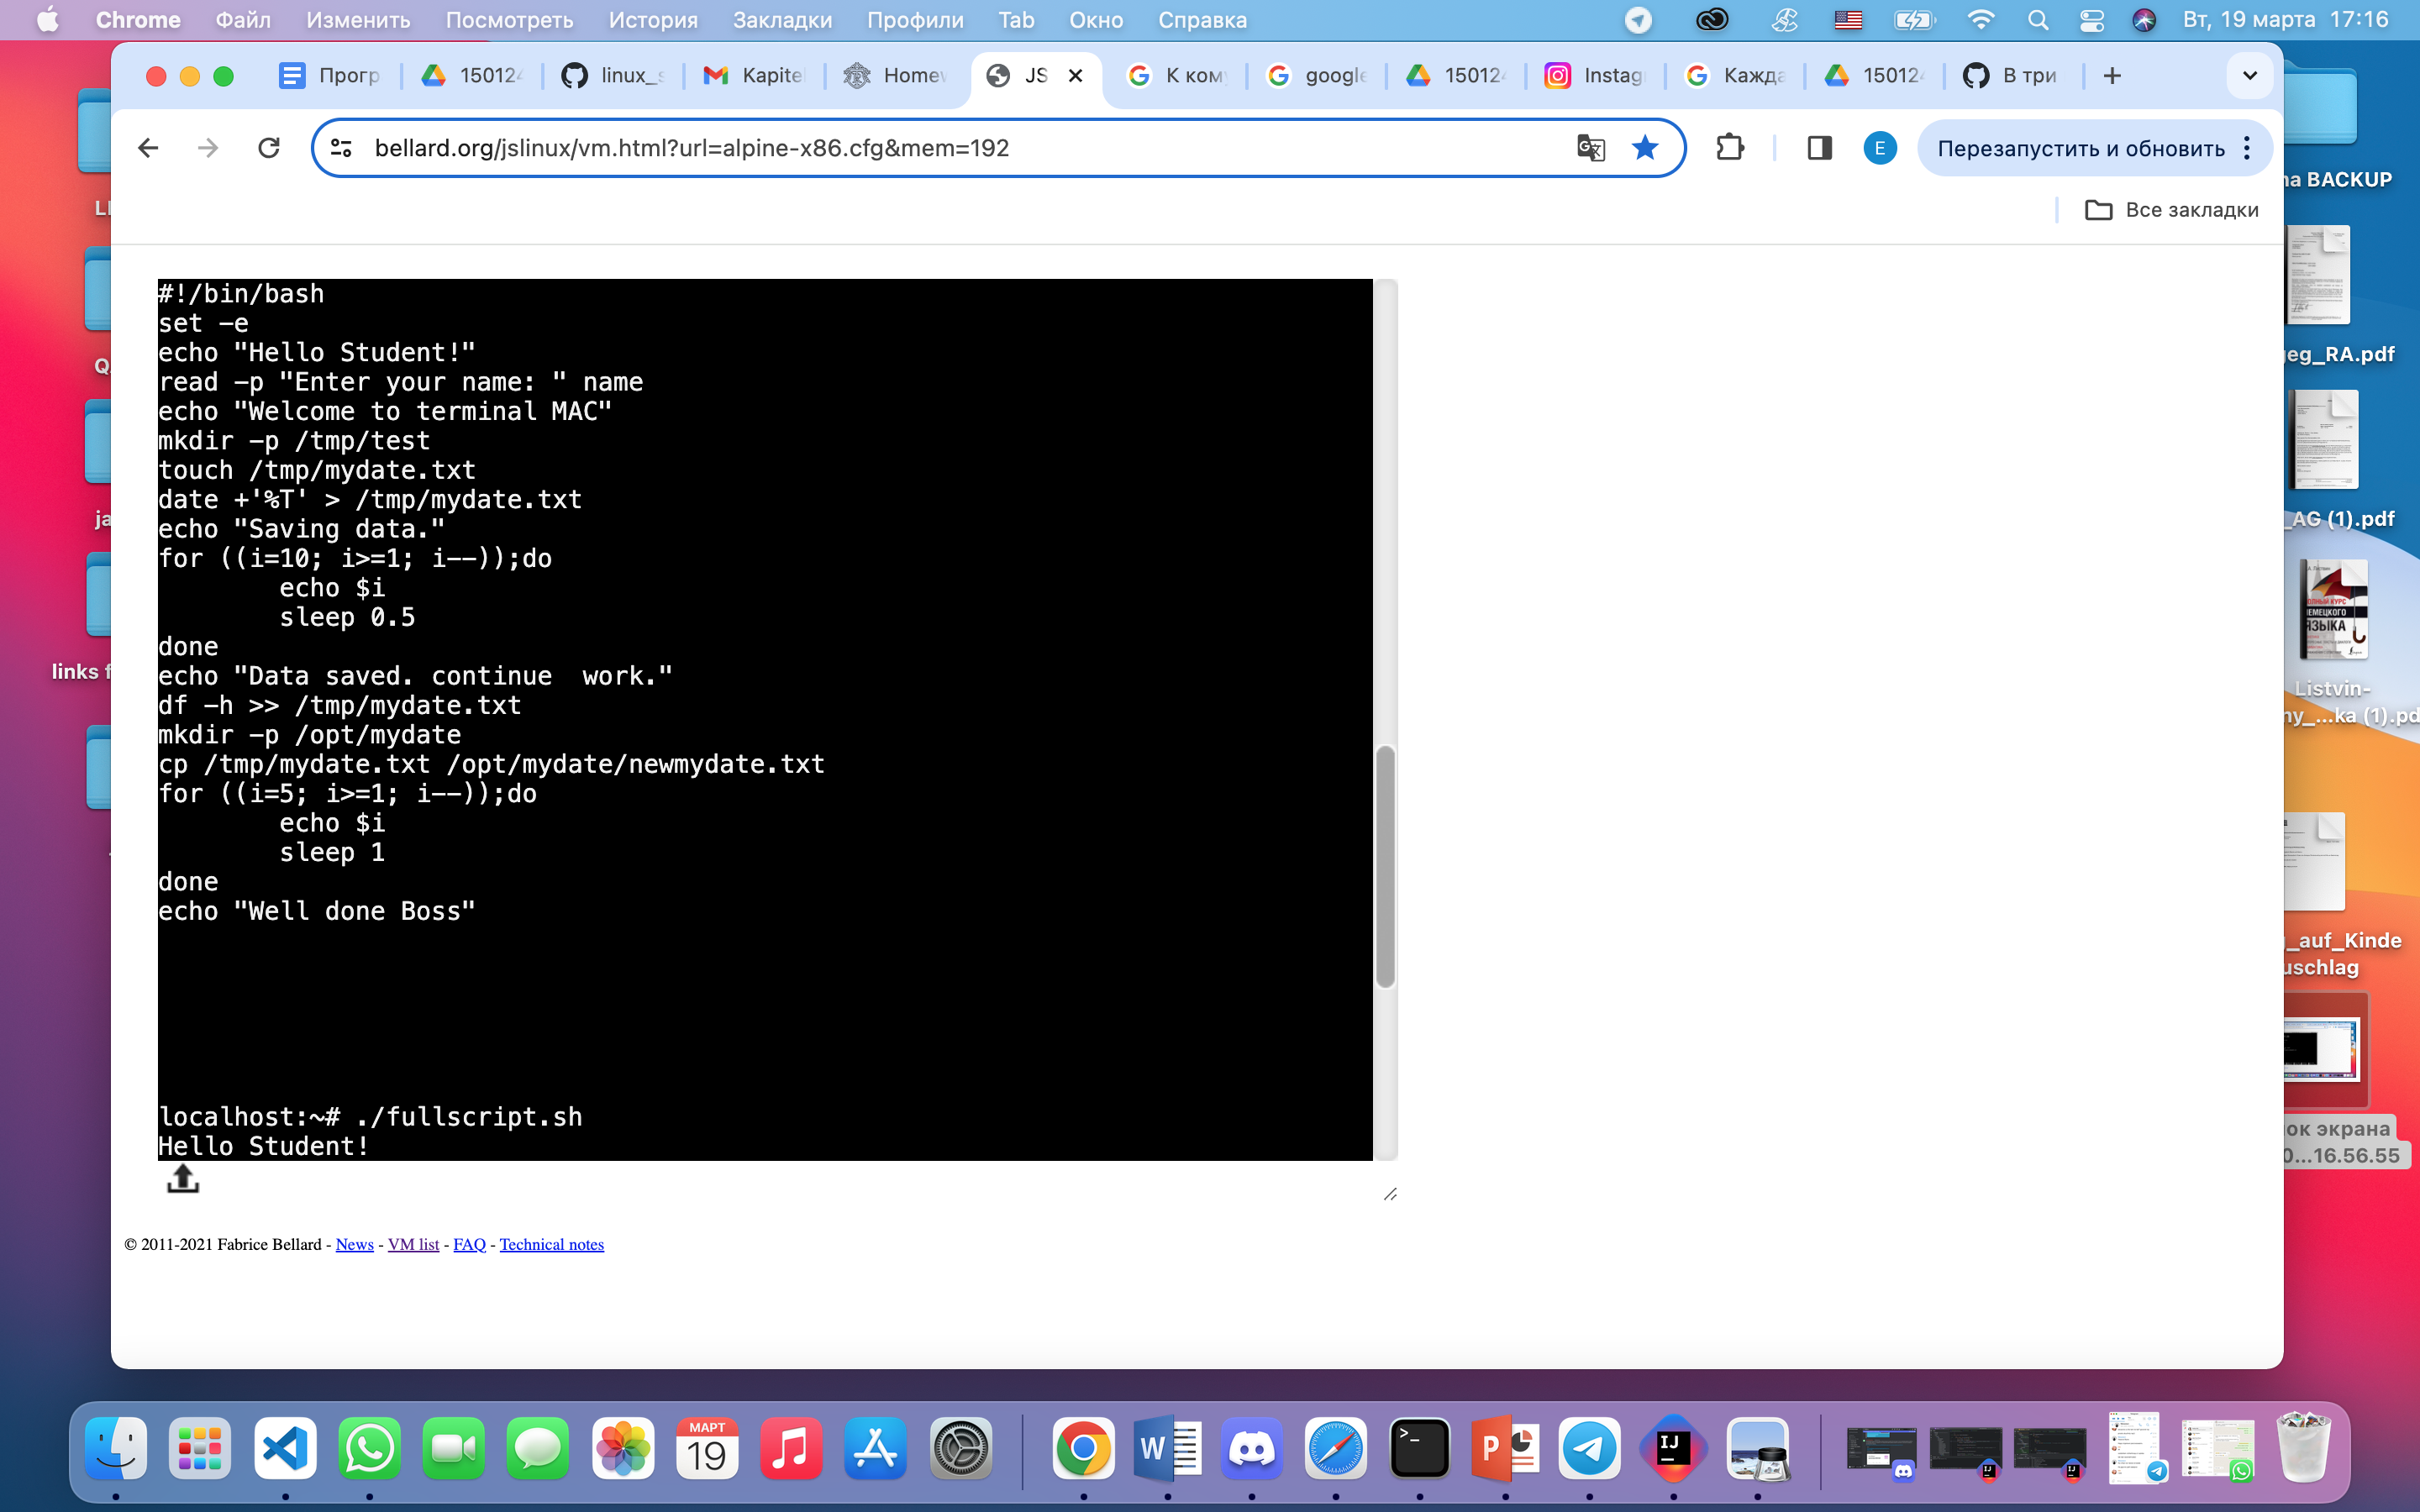 Chrome Файл Изменить Посмотреть История Закладки Профили Tab Окно Справка Вт, 19 марта 17:16
Прогр 15012 linux_s Kapite Homew JS К ком google 15012 Instag Кажда 15012 В три
bellard.org/jslinux/vm.html?url=alpine-x86.cfg&mem=192 E Перезапустить и обновить
Все закладки
#!/bin/bash
set -e
echo "Hello Student!"
read -p "Enter your name: " name
echo "Welcome to terminal MAC"
mkdir -p /tmp/test
touch /tmp/mydate.txt
date +'%T' > /tmp/mydate.txt
echo "Saving data."
for ((i=10; i>=1; i--));do
echo $i
sleep 0.5
done
echo "Data saved. continue  work."
df -h >> /tmp/mydate.txt
mkdir -p /opt/mydate
cp /tmp/mydate.txt /opt/mydate/newmydate.txt
for ((i=5; i>=1; i--));do
echo $i
sleep 1
done
echo "Well done Boss"
localhost:~# ./fullscript.sh
Hello Student!
© 2011-2021 Fabrice Bellard - News - VM list - FAQ - Technical notes
links f
na BACKUP
eg_RA.pdf
_AG (1).pdf
ПОЛНЫЙ КУРС
НЕМЕЦКОГО
ЯЗЫКА
Listvin-
ny_...ka (1).pd
_auf_Kinde
uschlag
ок экрана
0...16.56.55
МАРТ
19